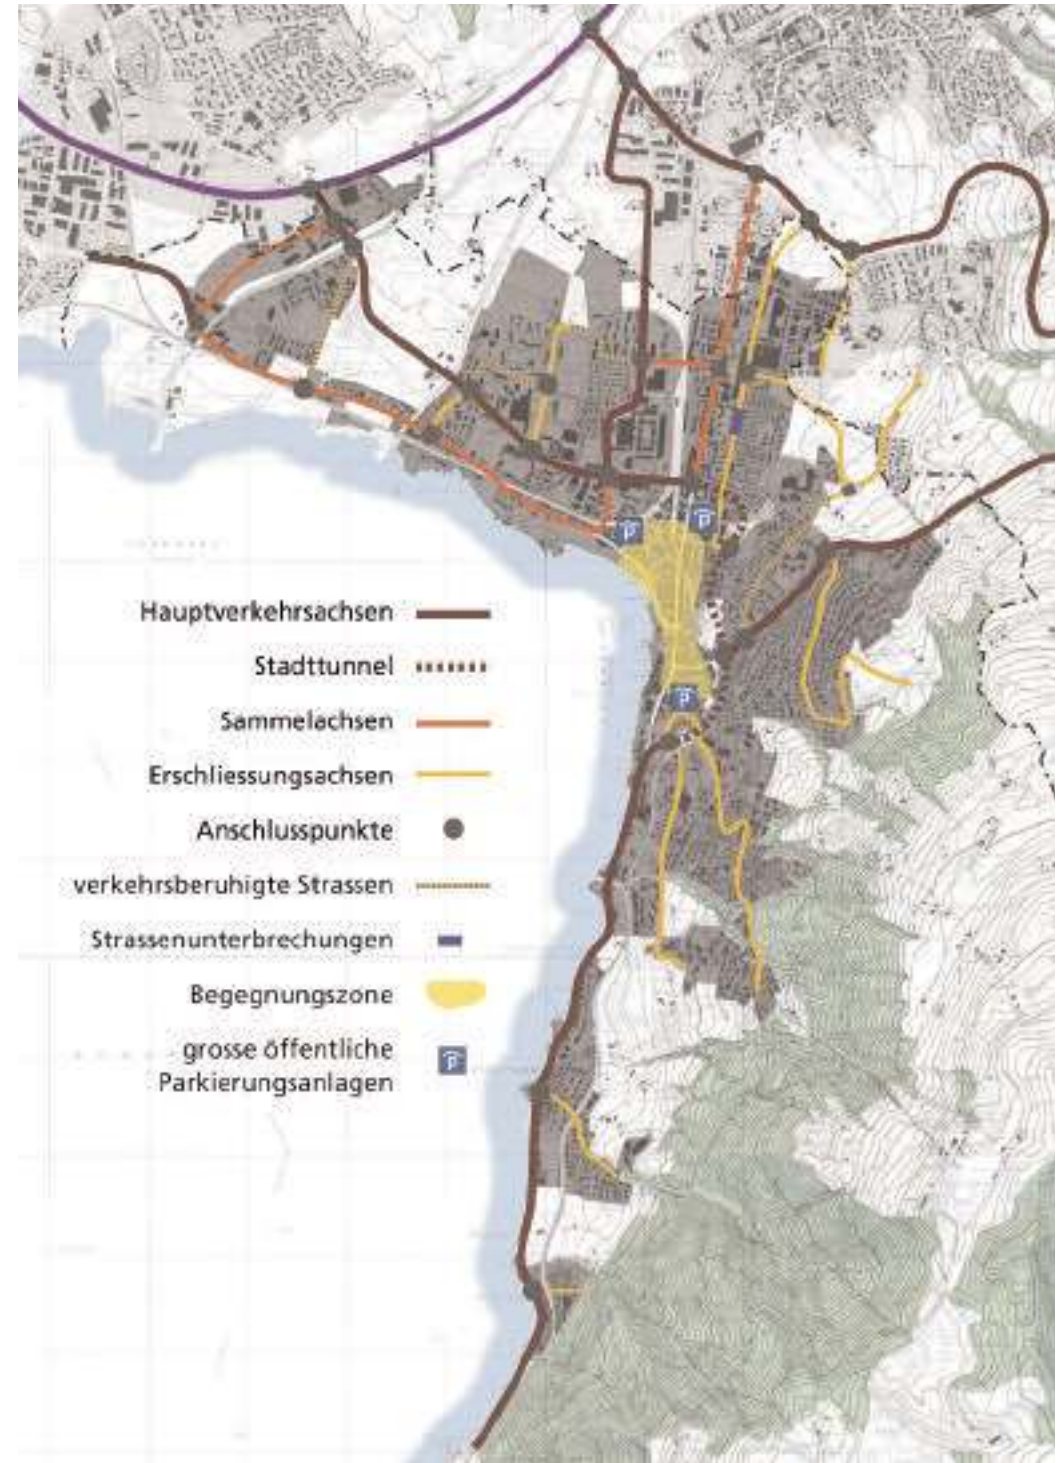 Hauptverkehrsachsen
Stadttunnel
Sammelachsen
Erschliessungsachsen
Anschlusspunkte
verkehrsberuhigte Strassen
Strassenunterbrechungen
Begegnungszone
grosse öffentliche
Parkierungsanlagen
P
P
P
P